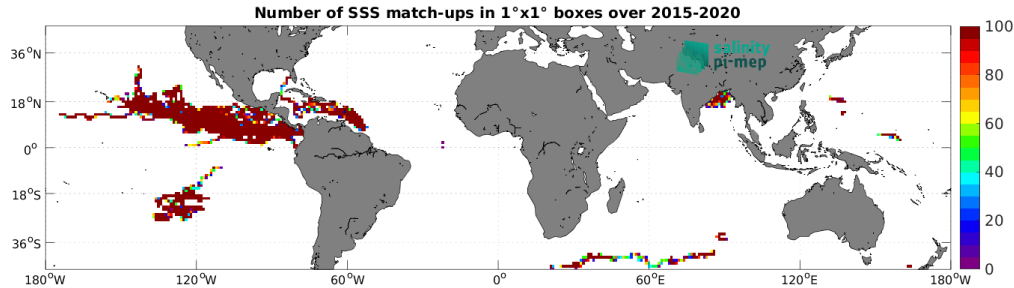 Number of SSS match-ups in 1°x1° boxes over 2015-2020
salinity
pi-mep
36°N
18°N
0°
18°S
36°S
180°W
120°W
60°W
0°
60°E
120°E
180°W
100
80
60
40
20
0